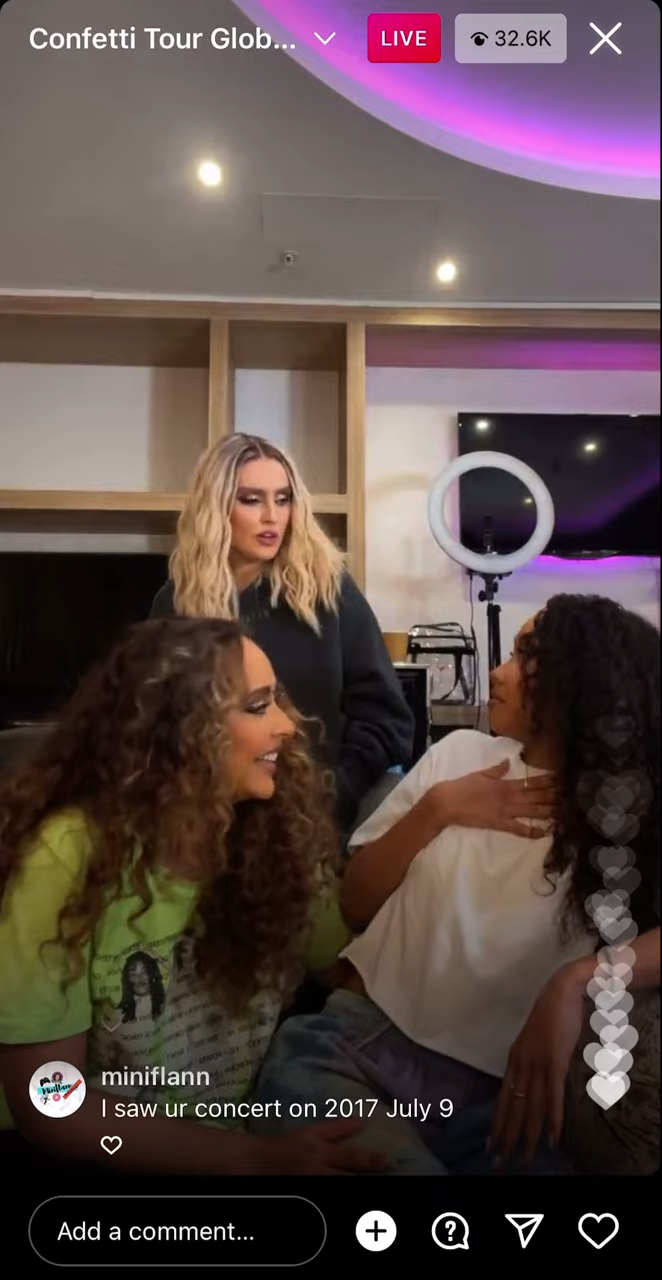 Confetti Tour Glob...
LIVE
32.6K
miniflann
I saw ur concert on 2017 July 9
Add a comment...